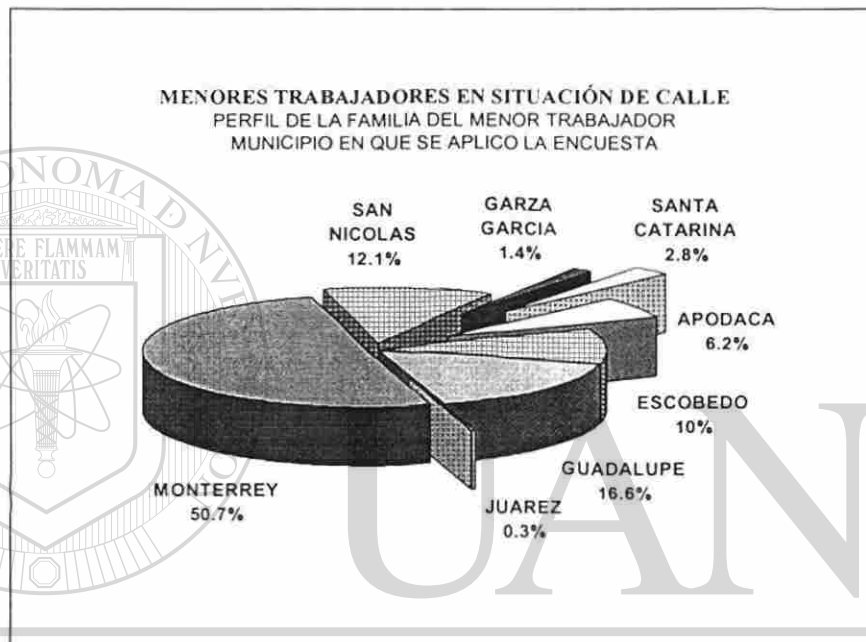 MENORES TRABAJADORES EN SITUACIÓN DE CALLE
PERFIL DE LA FAMILIA DEL MENOR TRABAJADOR
MUNICIPIO EN QUE SE APLICO LA ENCUESTA
SAN
NICOLAS
12.1%
GARZA
GARCIA
1.4%
SANTA
CATARINA
2.8%
APODACA
6.2%
ESCOBEDO
10%
GUADALUPE
16.6%
JUAREZ
0.3%
MONTERREY
50.7%
UAN